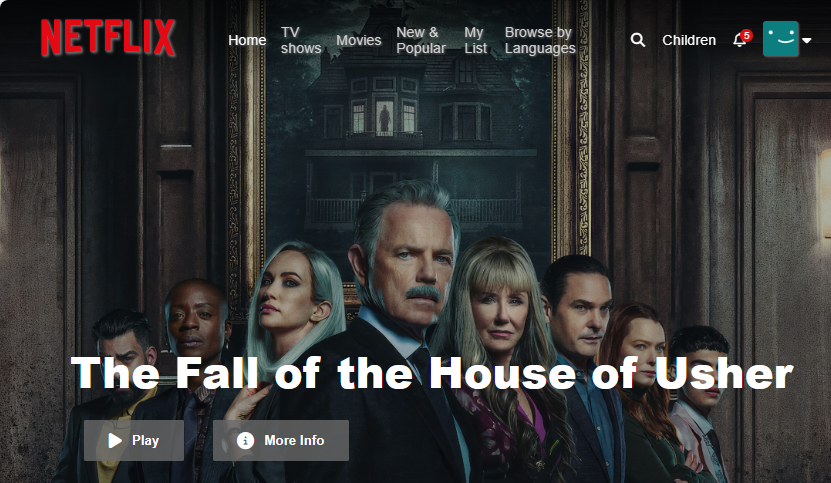 NETFLIX
Home
TV
shows
Movies
New &
Popular
My
List
Browse by
Languages
Children
5
The Fall of the House of Usher
Play
More Info